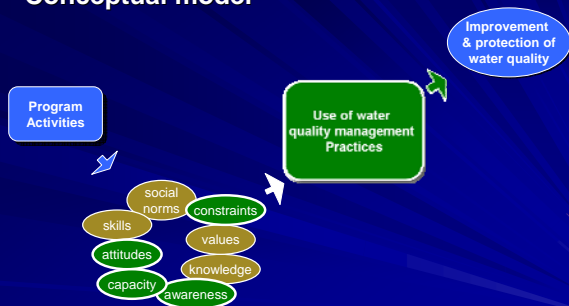 Conceptual model
Improvement
& protection of
water quality
Program
Activities
Use of water
quality management
Practices
social
norms
constraints
skills
values
attitudes
knowledge
capacity
awareness